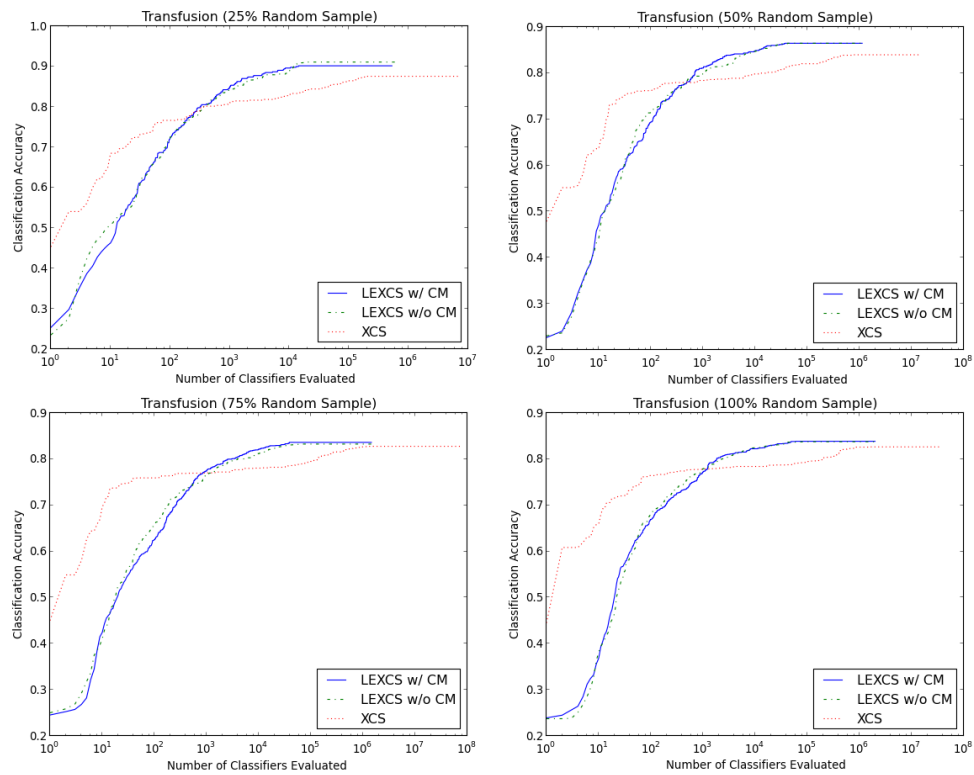 Transfusion (25% Random Sample)
Classification Accuracy
1.0
0.9
0.8
0.7
0.6
0.5
0.4
0.3
0.2
LEXCS w/ CM
LEXCS w/o CM
XCS
10^0 10^1 10^2 10^3 10^4 10^5 10^6 10^7
Number of Classifiers Evaluated
Transfusion (50% Random Sample)
Classification Accuracy
0.9
0.8
0.7
0.6
0.5
0.4
0.3
0.2
LEXCS w/ CM
LEXCS w/o CM
XCS
10^0 10^1 10^2 10^3 10^4 10^5 10^6 10^7 10^8
Number of Classifiers Evaluated
Transfusion (75% Random Sample)
Classification Accuracy
0.9
0.8
0.7
0.6
0.5
0.4
0.3
0.2
LEXCS w/ CM
LEXCS w/o CM
XCS
10^0 10^1 10^2 10^3 10^4 10^5 10^6 10^7 10^8
Number of Classifiers Evaluated
Transfusion (100% Random Sample)
Classification Accuracy
0.9
0.8
0.7
0.6
0.5
0.4
0.3
0.2
LEXCS w/ CM
LEXCS w/o CM
XCS
10^0 10^1 10^2 10^3 10^4 10^5 10^6 10^7 10^8
Number of Classifiers Evaluated